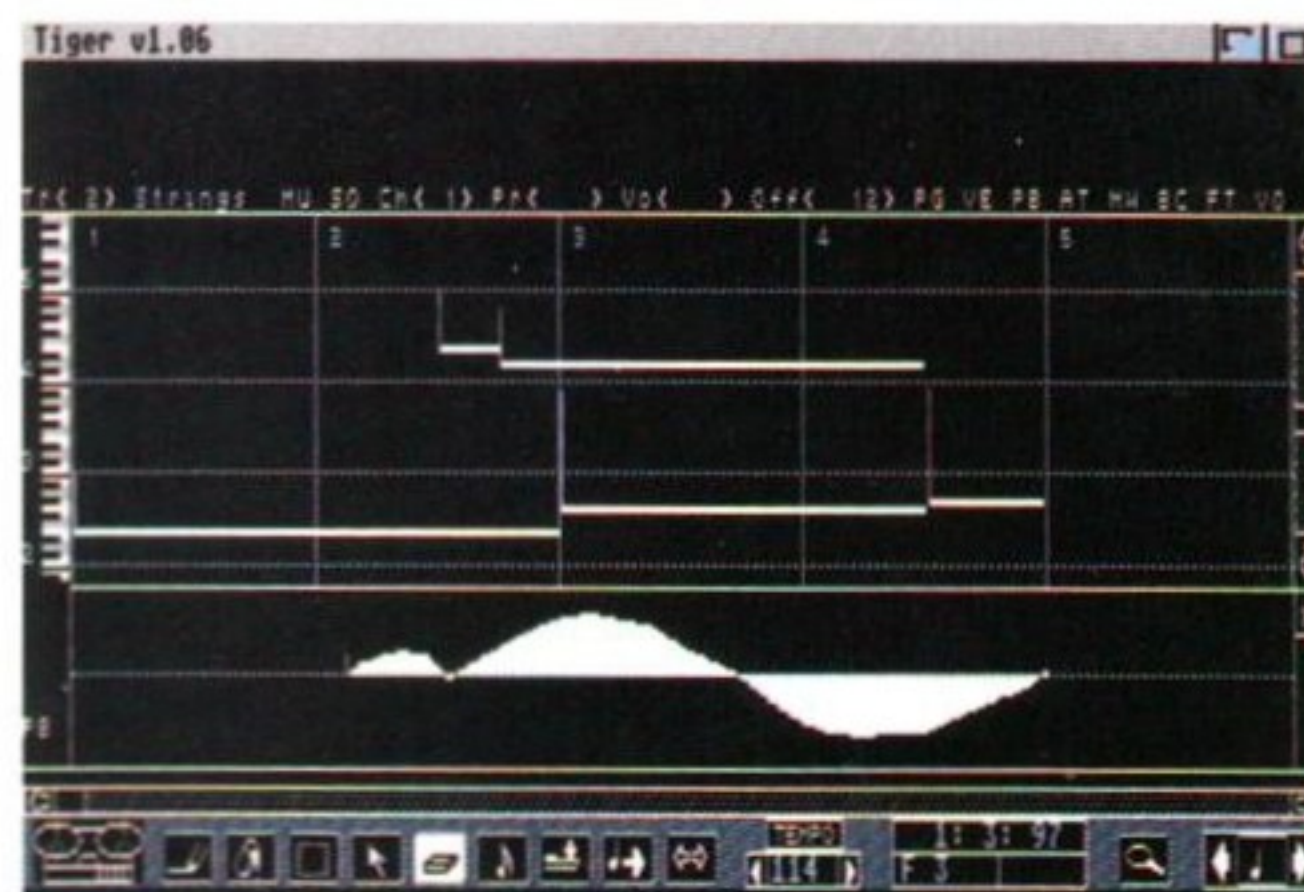 Tiger v1.06
Tr< 2> Strings MU SO Ch< 1> Pr< > Vo< > Off< 12> PG VE PB AT MW BC FT VO
1 2 3 4 5
TEMPO
114
1: 3: 97
F 3